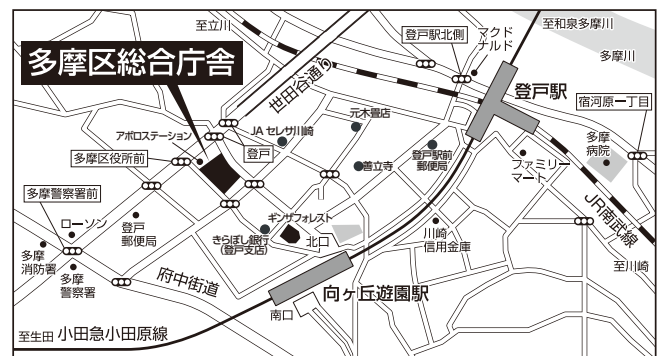 至立川
登戸駅北側
マクド
ナルド
至和泉多摩川
多摩川
多摩区総合庁舎
世田谷通り
登戸駅
宿河原一丁目
元木畳店
アポロステーション
JA セレサ川崎
多摩区役所前
登戸
善立寺
登戸駅前
郵便局
多摩
病院
ファミリー
マート
多摩警察署前
ローソン
登戸
郵便局
ギンザフォレスト
きらぼし銀行
(登戸支店)
北口
川崎
信用金庫
JR南武線
多摩
消防署
多摩
警察署
府中街道
至川崎
向ヶ丘遊園駅
南口
至生田 小田急小田原線